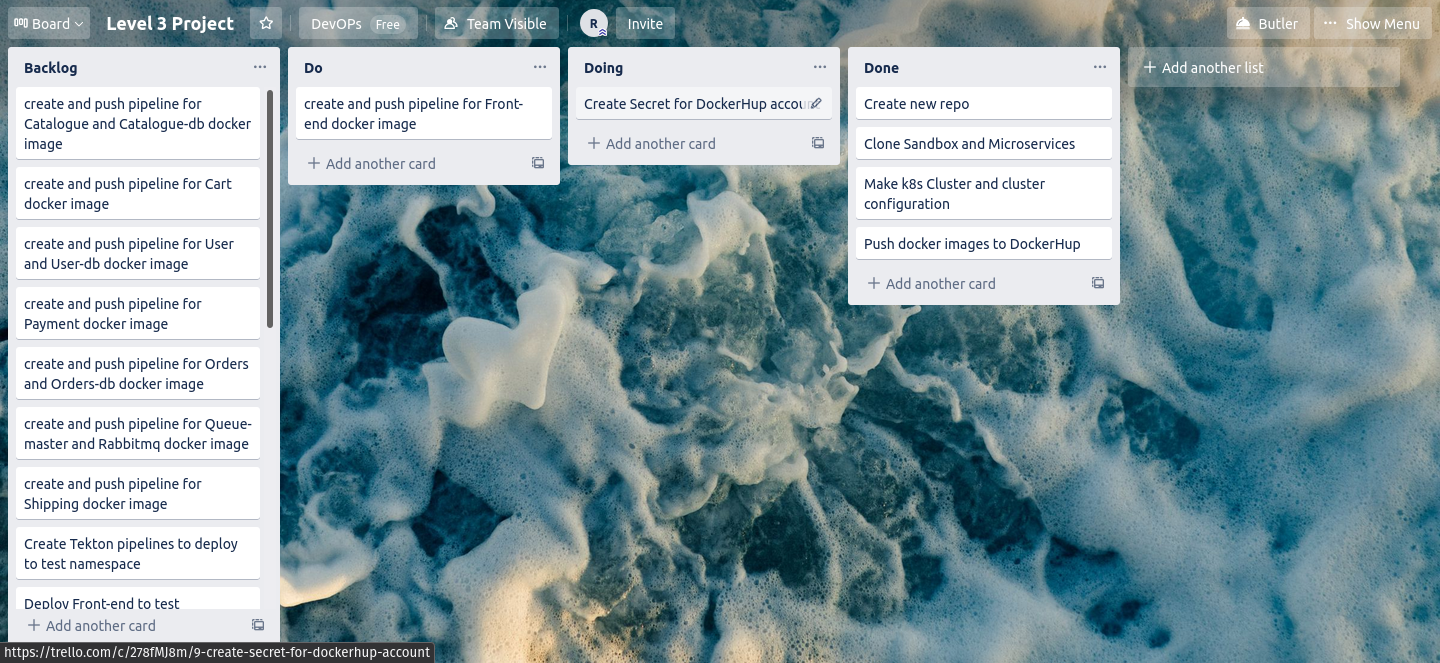 Board
Level 3 Project
DevOPs Free
Team Visible
R
Invite
Butler
Show Menu
Backlog
create and push pipeline for
Catalogue and Catalogue-db docker
image
create and push pipeline for Cart
docker image
create and push pipeline for User
and User-db docker image
create and push pipeline for
Payment docker image
create and push pipeline for Orders
and Orders-db docker image
create and push pipeline for Queue-
master and Rabbitmq docker image
create and push pipeline for
Shipping docker image
Create Tekton pipelines to deploy
to test namespace
Deploy Front-end to test
Add another card
Do
create and push pipeline for Front-
end docker image
Add another card
Doing
Create Secret for DockerHup accou
Add another card
Done
Create new repo
Clone Sandbox and Microservices
Make k8s Cluster and cluster
configuration
Push docker images to DockerHup
Add another card
Add another list
https://trello.com/c/278fMJ8m/9-create-secret-for-dockerhup-account